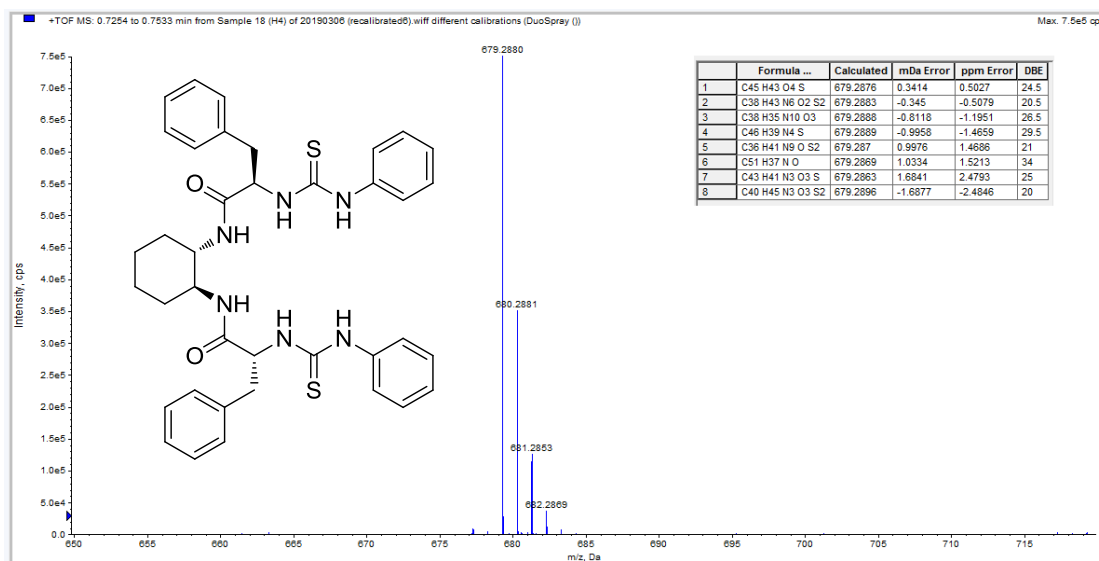 +TOF MS: 0.7254 to 0.7533 min from Sample 18 (H4) of 20190306 (recalibrated6).wiff different calibrations (DuoSpray ())
Max. 7.5e5 cp
679.2880
7.5e5
7.0e5
6.5e5
6.0e5
5.5e5
5.0e5
4.5e5
4.0e5
3.5e5
3.0e5
2.5e5
2.0e5
1.5e5
1.0e5
5.0e4
0.0
Intensity, cps
680.2881
681.2853
682.2869
650
655
660
665
670
675
680
685
690
695
700
705
710
715
m/z, Da
Formula ... Calculated mDa Error ppm Error DBE
1 C45 H43 O4 S 679.2876 0.3414 0.5027 24.5
2 C38 H43 N6 O2 S2 679.2883 -0.345 -0.5079 20.5
3 C38 H35 N10 O3 679.2888 -0.8118 -1.1951 26.5
4 C46 H39 N4 S 679.2889 -0.9958 -1.4659 29.5
5 C36 H41 N9 O S2 679.287 0.9976 1.4686 21
6 C51 H37 N O 679.2869 1.0334 1.5213 34
7 C43 H41 N3 O3 S 679.2863 1.6841 2.4793 25
8 C40 H45 N3 O3 S2 679.2896 -1.6877 -2.4846 20
S
O
N
H
N
H
NH
NH
H
N
H
N
O
S